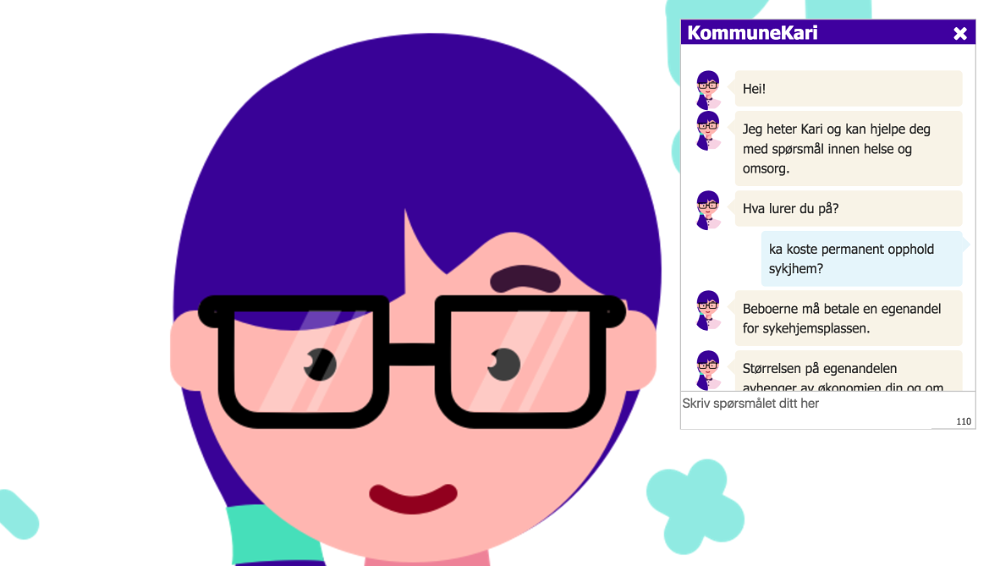 KommuneKari
Hei!
Jeg heter Kari og kan hjelpe deg
med spørsmål innen helse og
omsorg.
Hva lurer du på?
ka koste permanent opphold
sykjhem?
Beboerne må betale en egenandel
for sykehjemsplassen.
Størrelsen på egenandelen
avhenger av økonomien din og om
Skriv spørsmålet ditt her
110